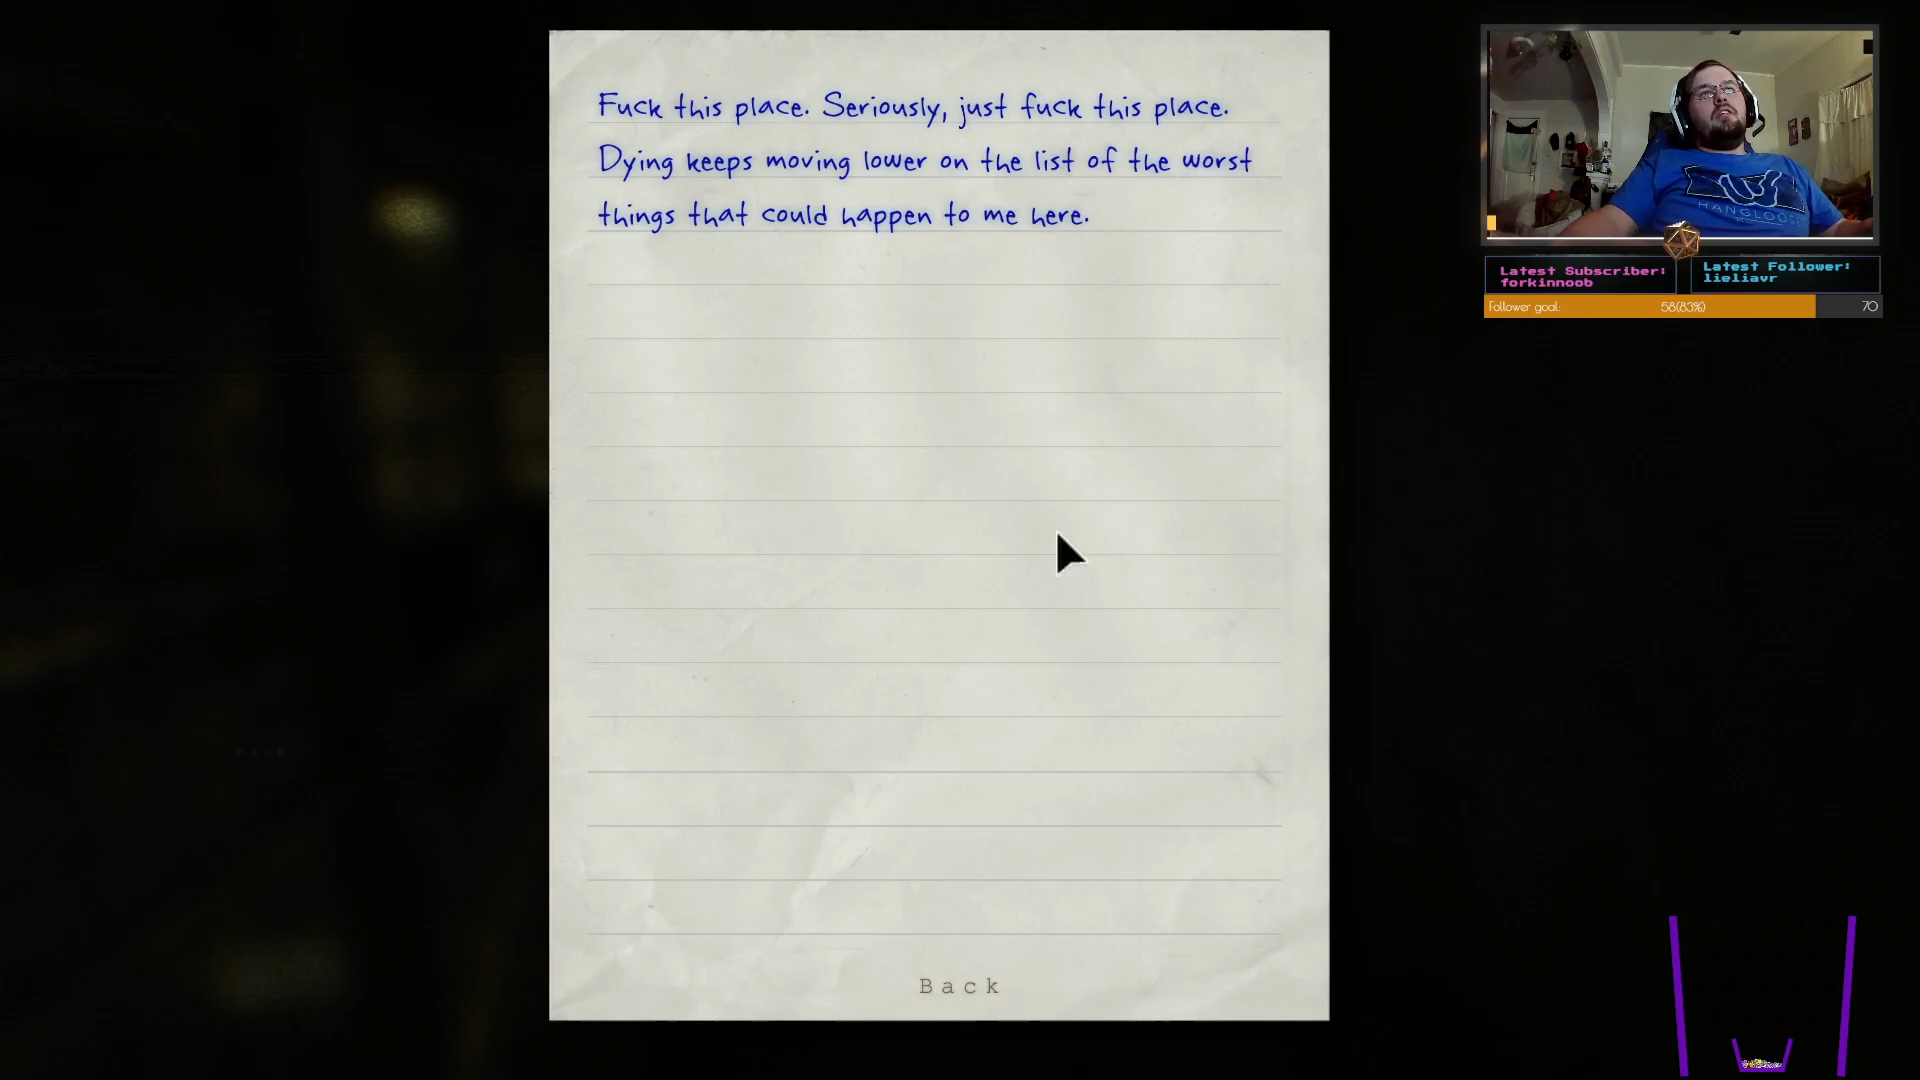 Fuck this place. Seriously, just fuck this place.
Dying keeps moving lower on the list of the worst
things that could happen to me here.
Back
HANGLOOSE
Latest Subscriber:
forkinnoob
Latest Follower:
lieliavr
Follower goal: 58(83%) 70